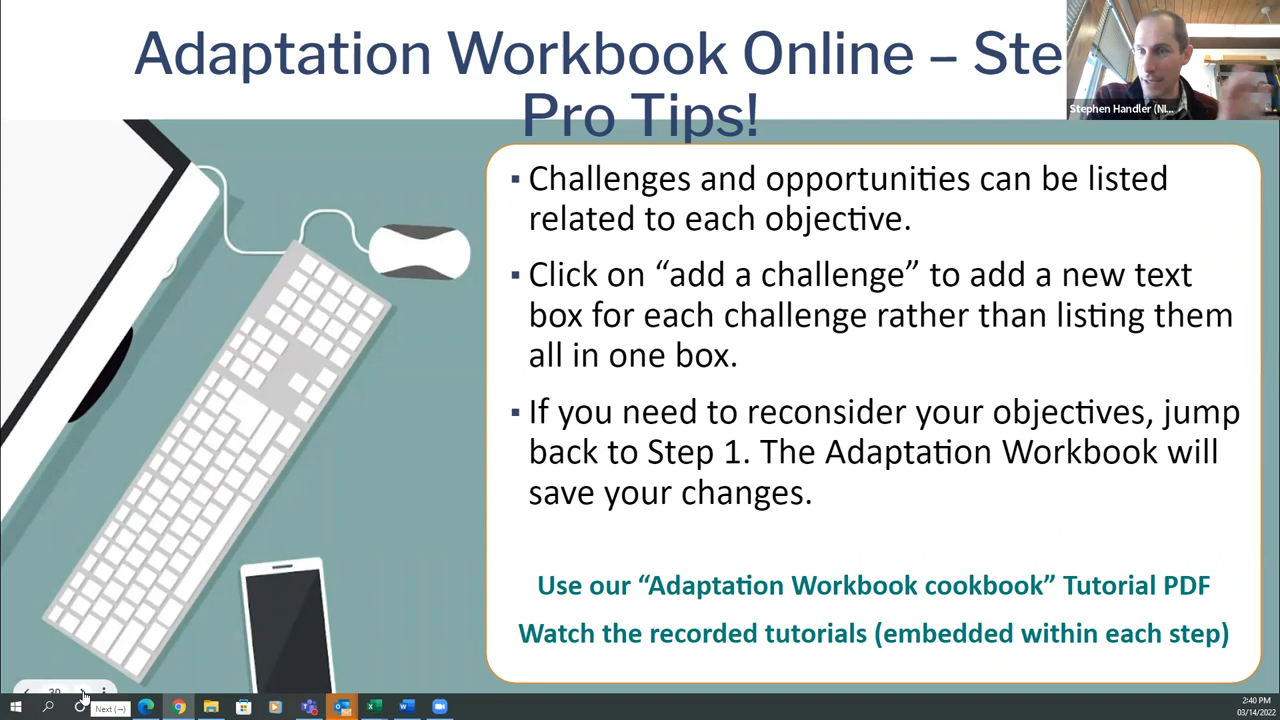 Adaptation Workbook Online – Ste
Pro Tips!
Stephen Handler (NI...
▪ Challenges and opportunities can be listed
related to each objective.
▪ Click on “add a challenge” to add a new text
box for each challenge rather than listing them
all in one box.
▪ If you need to reconsider your objectives, jump
back to Step 1. The Adaptation Workbook will
save your changes.
Use our “Adaptation Workbook cookbook” Tutorial PDF
Watch the recorded tutorials (embedded within each step)
30
Next (→)
2:40 PM
03/14/2022